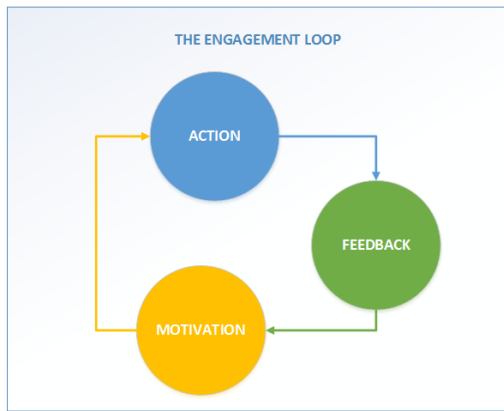 THE ENGAGEMENT LOOP
ACTION
FEEDBACK
MOTIVATION